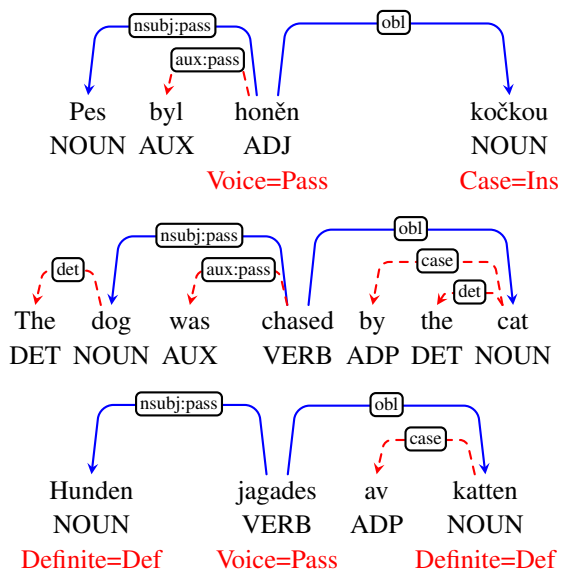 nsubj:pass obl
aux:pass
Pes byl honěn kočkou
NOUN AUX ADJ NOUN
Voice=Pass Case=Ins
nsubj:pass obl
det aux:pass case
det
The dog was chased by the cat
DET NOUN AUX VERB ADP DET NOUN
nsubj:pass obl
case
Hunden jagades av katten
NOUN VERB ADP NOUN
Definite=Def Voice=Pass Definite=Def